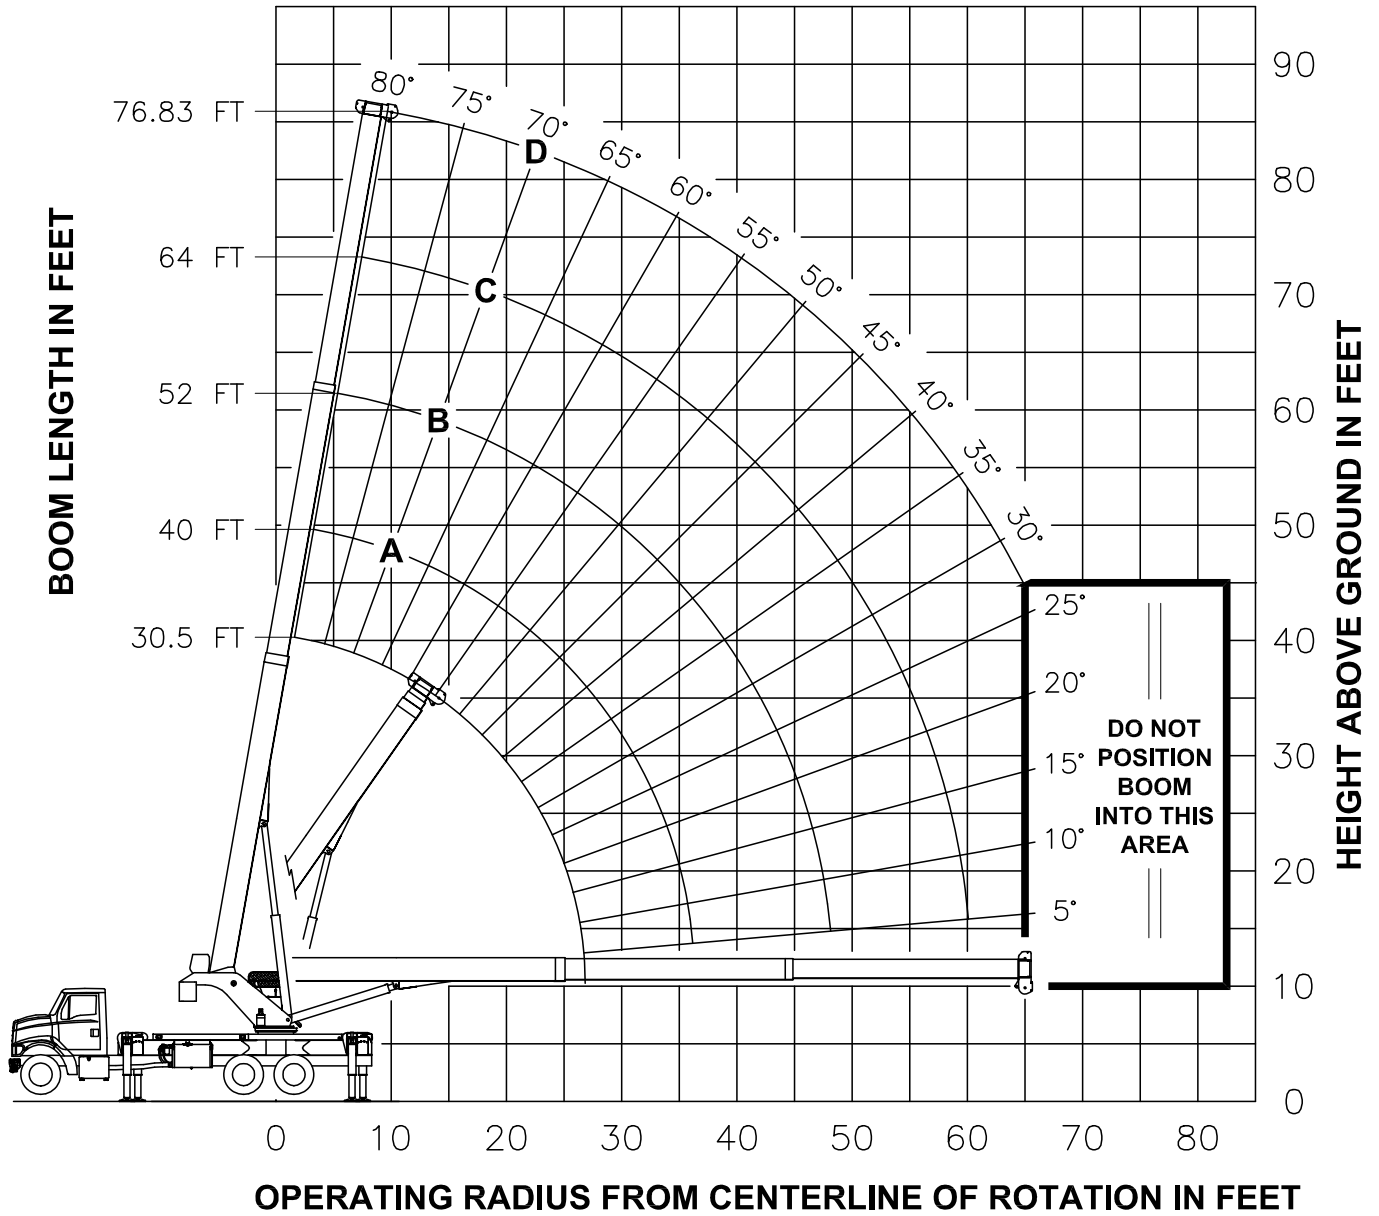 90
80°
76.83 FT
75°
70°
D
65°
80
60°
55°
64 FT
50°
C
70
45°
52 FT
40°
60
B
35°
30°
50
40 FT
A
25°
30.5 FT
40
20°
DO NOT
POSITION
BOOM
INTO THIS
AREA
30
15°
10°
20
5°
10
0
0 10 20 30 40 50 60 70 80
BOOM LENGTH IN FEET
HEIGHT ABOVE GROUND IN FEET
OPERATING RADIUS FROM CENTERLINE OF ROTATION IN FEET